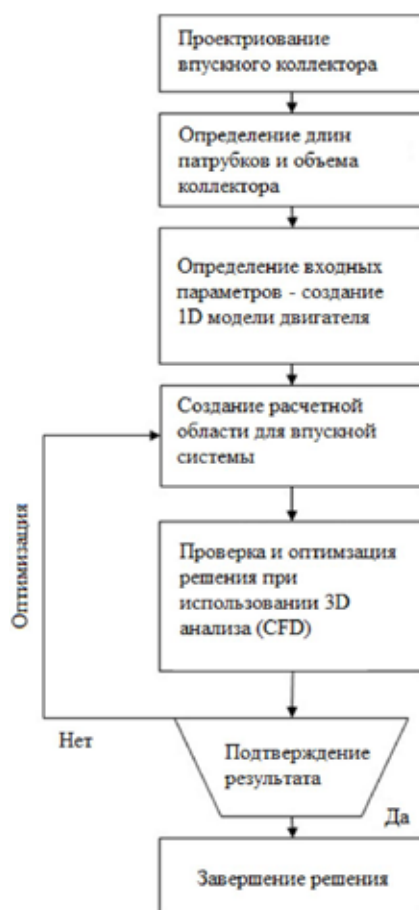 Проектриование
впускного коллектора
Определение длин
патрубков и объема
коллектора
Определение входных
параметров - создание
1D модели двигателя
Создание расчетной
области для впускной
системы
Оптимизация
Проверка и оптимзация
решения при
использовании 3D
анализа (CFD)
Нет
Подтверждение
результата
Да
Завершение решения